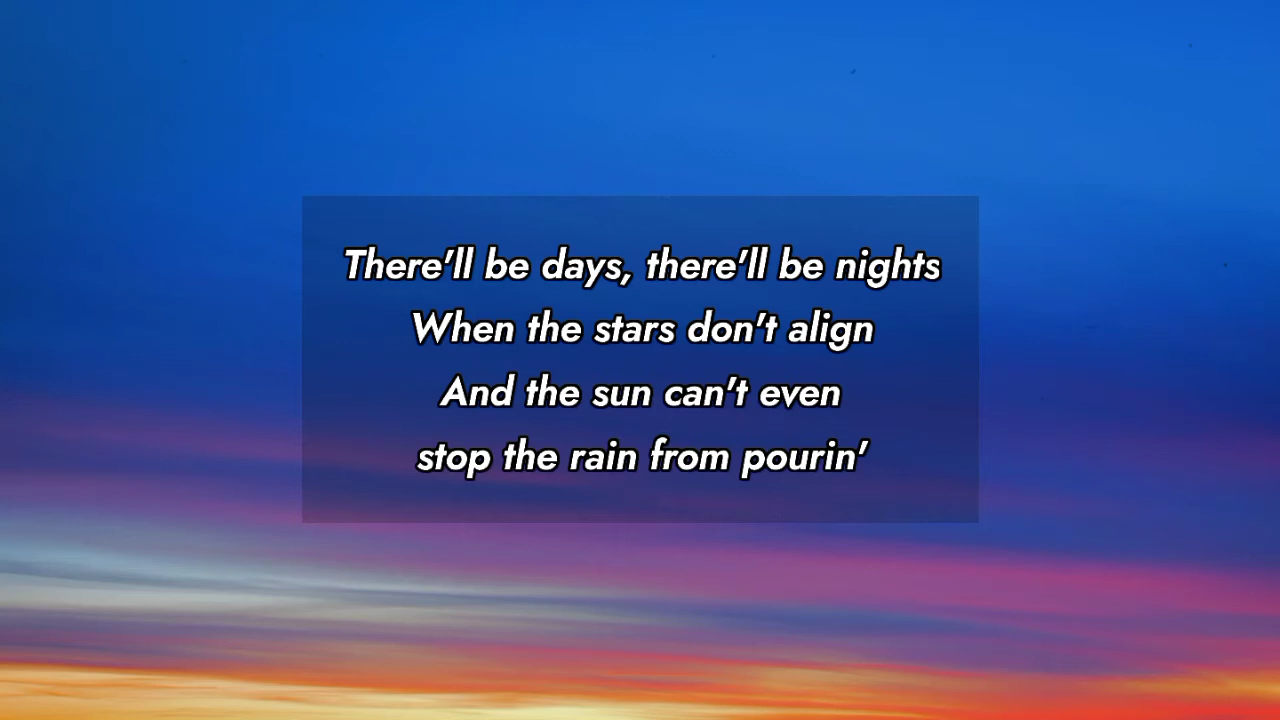 There'll be days, there'll be nights
When the stars don't align
And the sun can't even
stop the rain from pourin'